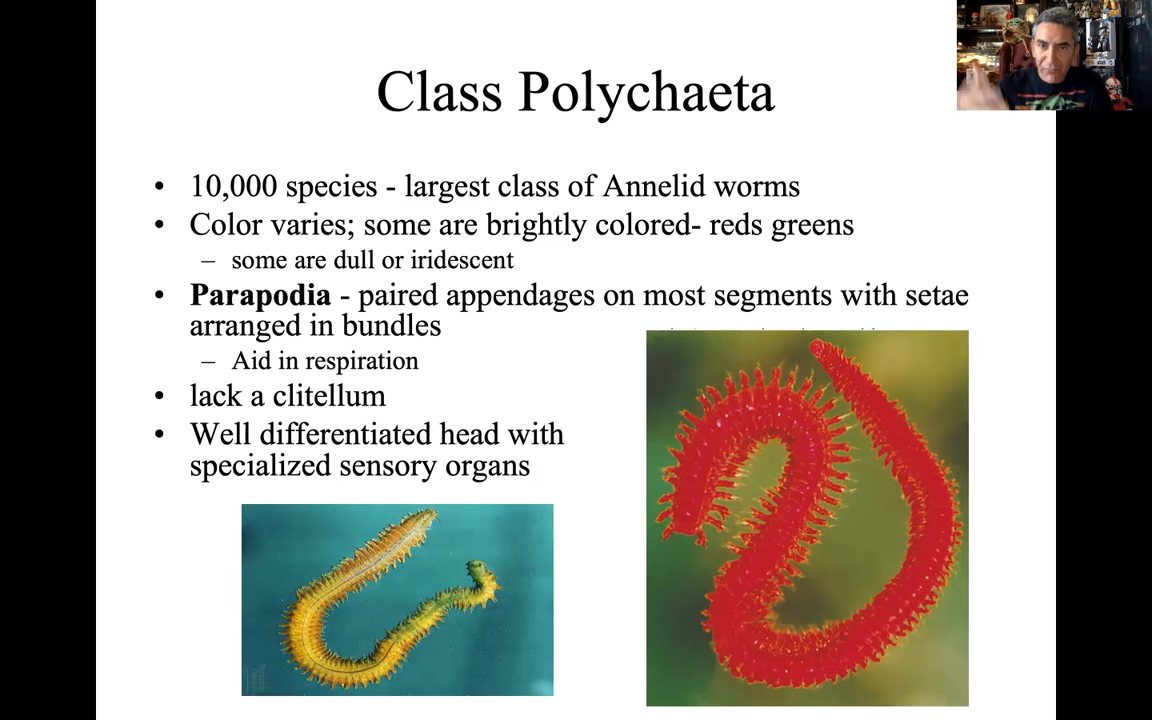 Class Polychaeta
• 10,000 species - largest class of Annelid worms
• Color varies; some are brightly colored- reds greens
– some are dull or iridescent
• Parapodia - paired appendages on most segments with setae
arranged in bundles
– Aid in respiration
• lack a clitellum
• Well differentiated head with
specialized sensory organs